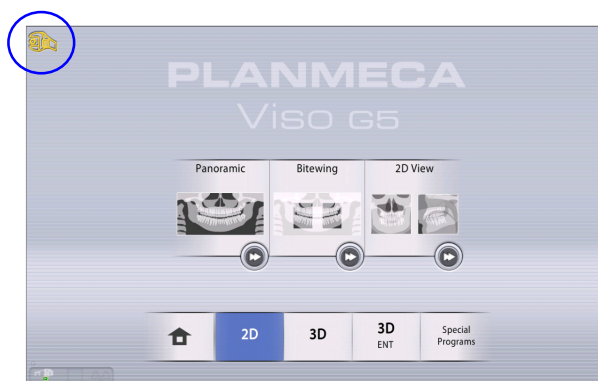 PLANMECA
Viso G5
Panoramic
Bitewing
2D View
2D
3D
3D
ENT
Special
Programs